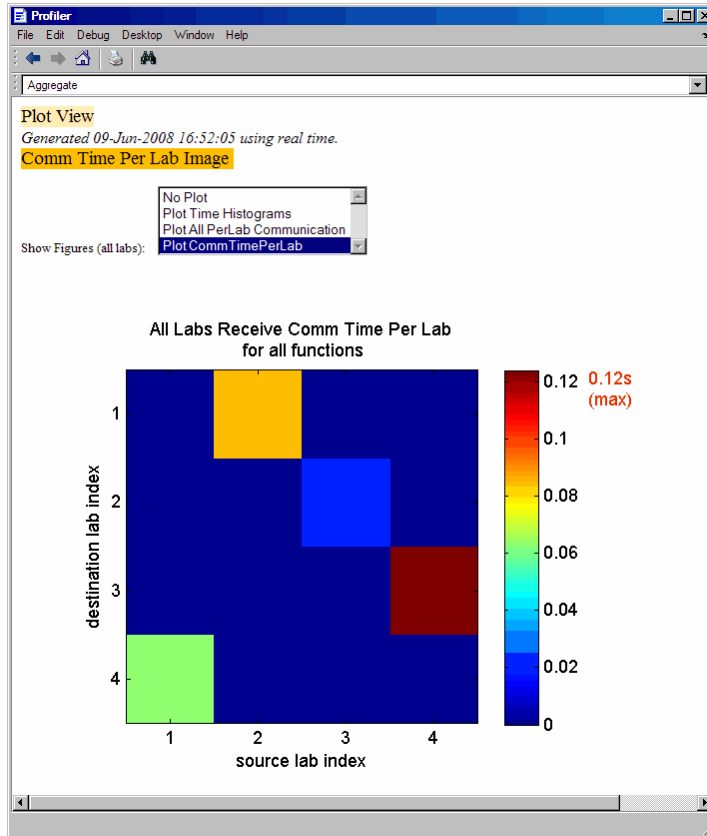 Profiler
File Edit Debug Desktop Window Help
Aggregate
Plot View
Generated 09-Jun-2008 16:52:05 using real time.
Comm Time Per Lab Image
No Plot
Plot Time Histograms
Plot All PerLab Communication
Show Figures (all labs): Plot CommTimePerLab
All Labs Receive Comm Time Per Lab
for all functions
0.12 0.12s
(max)
1
0.1
2
0.08
destination lab index
0.06
3
0.04
4
0.02
0
1 2 3 4
source lab index